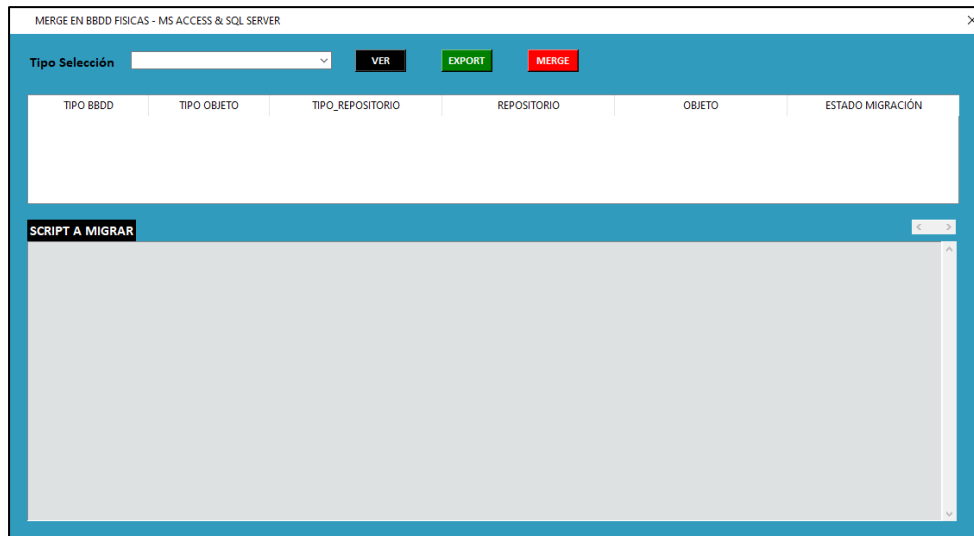 MERGE EN BBDD FISICAS - MS ACCESS & SQL SERVER
Tipo Selección VER EXPORT MERGE
TIPO BBDD TIPO OBJETO TIPO_REPOSITORIO REPOSITORIO OBJETO ESTADO MIGRACIÓN
SCRIPT A MIGRAR